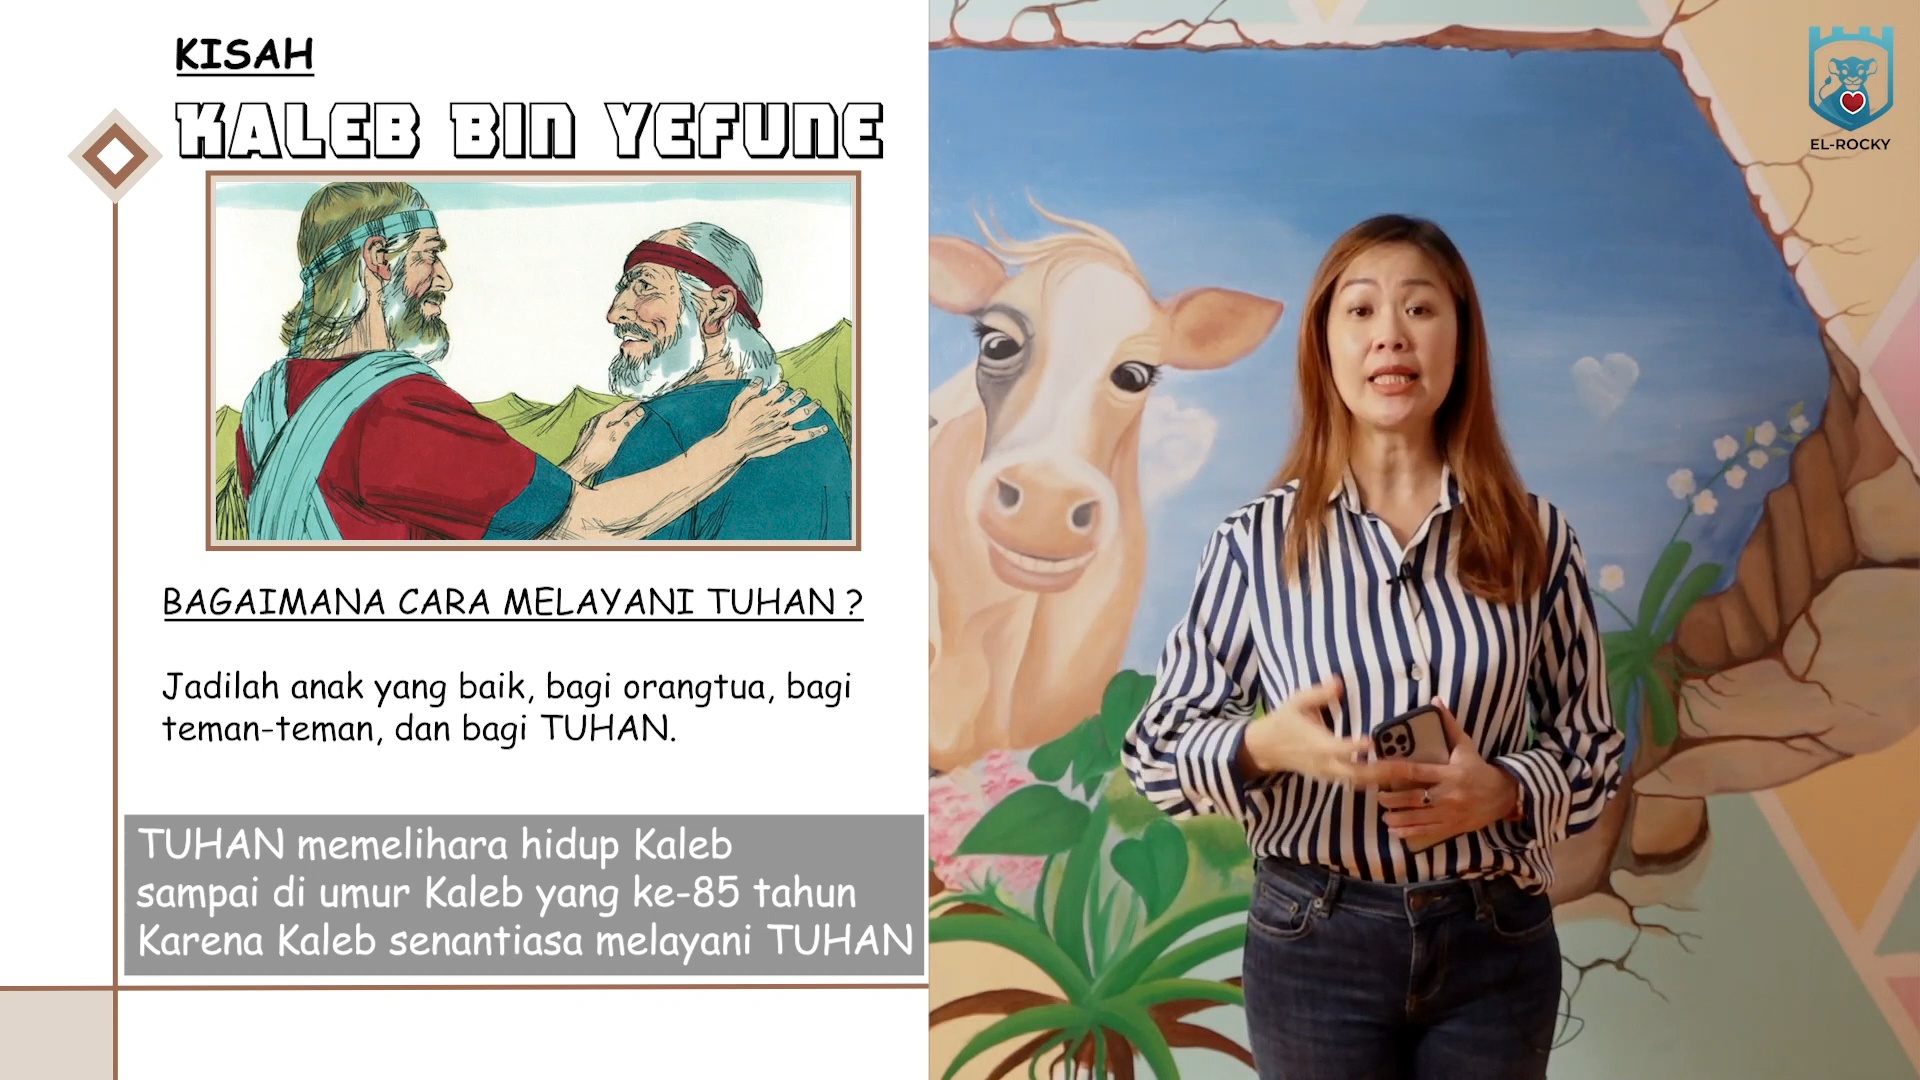 KISAH
KALEB BIN YEFUNE
BAGAIMANA CARA MELAYANI TUHAN ?
Jadilah anak yang baik, bagi orangtua, bagi
teman-teman, dan bagi TUHAN.
TUHAN memelihara hidup Kaleb
sampai di umur Kaleb yang ke-85 tahun
Karena Kaleb senantiasa melayani TUHAN
EL-ROCKY